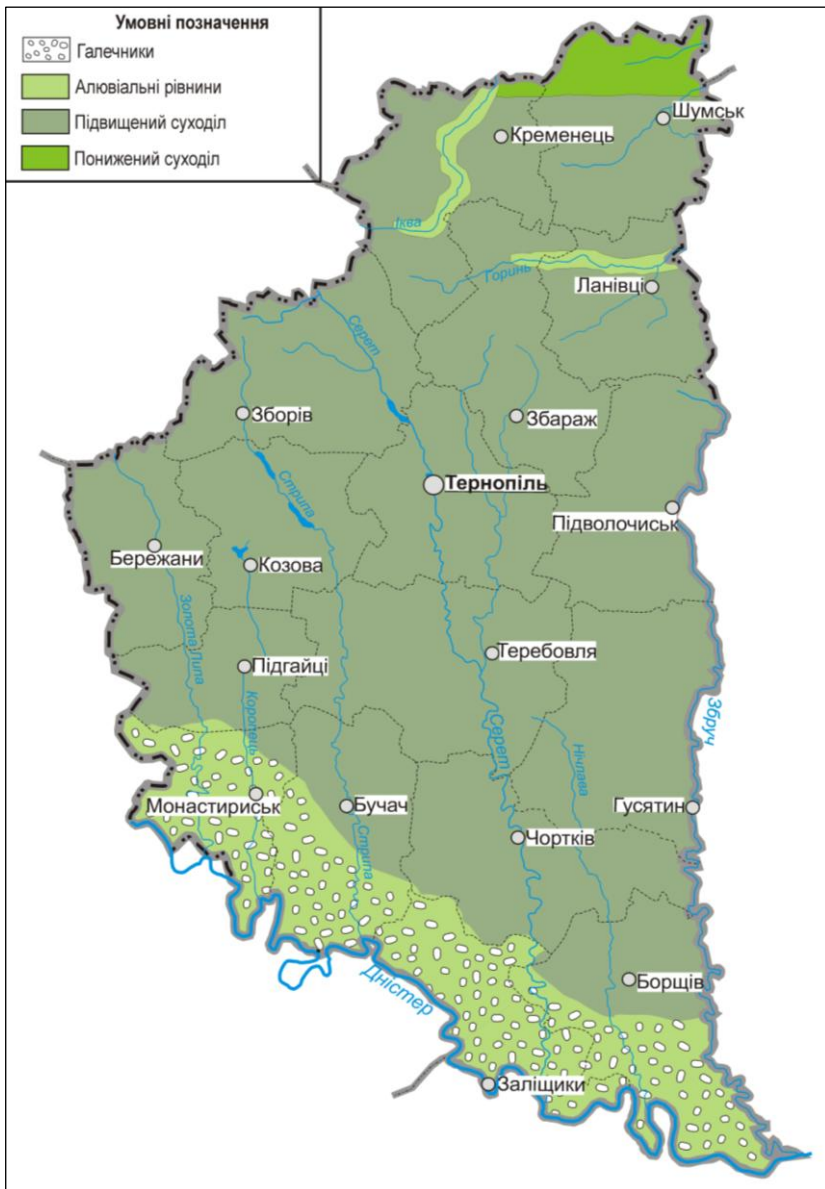 Умовні позначення
Галечники
Алювіальні рівнини
Підвищений суходіл
Понижений суходіл
Шумськ
Кременець
Іква
Горинь
Ланівці
Серет
Зборів
Збараж
Стрипа
Тернопіль
Підволочиськ
Бережани
Козова
Золота Липа
Теребовля
Підгайці
Коропець
Серет
Збруч
Нічлава
Монастириськ
Бучач
Гусятин
Чортків
Стрипа
Дністер
Борщів
Заліщики